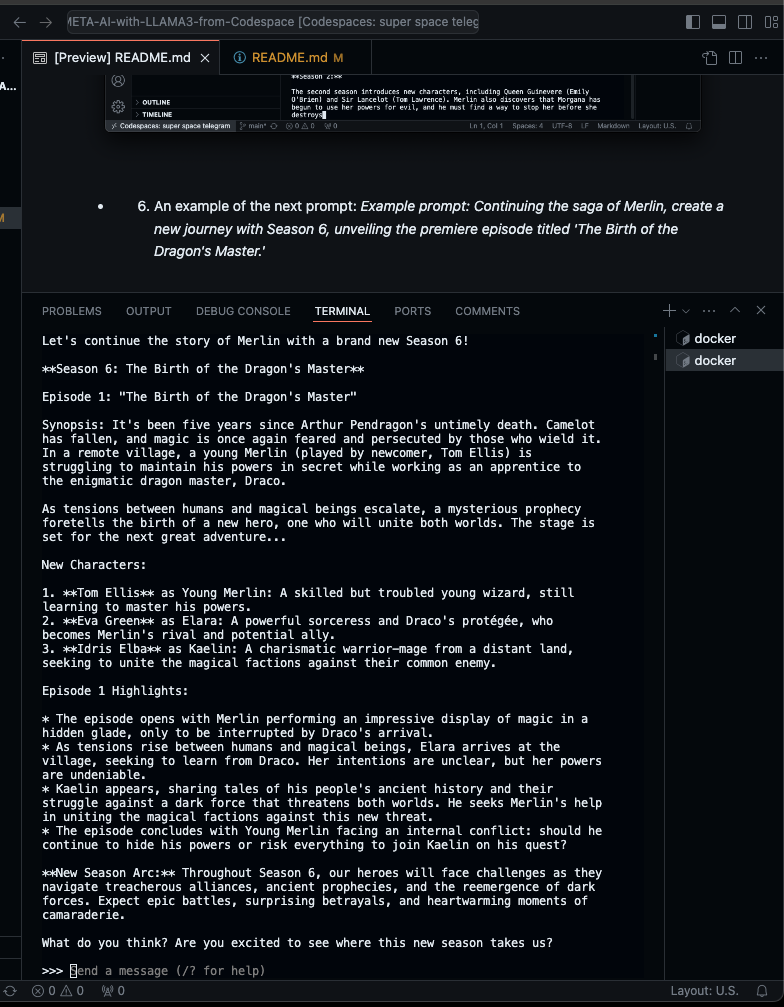 META-AI-with-LLAMA3-from-Codespace [Codespaces: super space teleg
[Preview] README.md
README.md M
A...
**Season 2:**
The second season introduces new characters, including Queen Guinevere (Emily
O'Brien) and Sir Lancelot (Tom Lawrence). Merlin also discovers that Morgana has
begun to use her powers for evil, and he must find a way to stop her before she
destroys
OUTLINE
TIMELINE
Codespaces: super space telegram main* 0 0 0 Ln 1, Col 1 Spaces: 4 UTF-8 LF Markdown Layout: U.S.
M
• 6. An example of the next prompt: Example prompt: Continuing the saga of Merlin, create a
new journey with Season 6, unveiling the premiere episode titled 'The Birth of the
Dragon's Master.'
PROBLEMS OUTPUT DEBUG CONSOLE TERMINAL PORTS COMMENTS
docker
docker
Let's continue the story of Merlin with a brand new Season 6!
**Season 6: The Birth of the Dragon's Master**
Episode 1: "The Birth of the Dragon's Master"
Synopsis: It's been five years since Arthur Pendragon's untimely death. Camelot
has fallen, and magic is once again feared and persecuted by those who wield it.
In a remote village, a young Merlin (played by newcomer, Tom Ellis) is
struggling to maintain his powers in secret while working as an apprentice to
the enigmatic dragon master, Draco.
As tensions between humans and magical beings escalate, a mysterious prophecy
foretells the birth of a new hero, one who will unite both worlds. The stage is
set for the next great adventure...
New Characters:
1. **Tom Ellis** as Young Merlin: A skilled but troubled young wizard, still
learning to master his powers.
2. **Eva Green** as Elara: A powerful sorceress and Draco's protégée, who
becomes Merlin's rival and potential ally.
3. **Idris Elba** as Kaelin: A charismatic warrior-mage from a distant land,
seeking to unite the magical factions against their common enemy.
Episode 1 Highlights:
* The episode opens with Merlin performing an impressive display of magic in a
hidden glade, only to be interrupted by Draco's arrival.
* As tensions rise between humans and magical beings, Elara arrives at the
village, seeking to learn from Draco. Her intentions are unclear, but her powers
are undeniable.
* Kaelin appears, sharing tales of his people's ancient history and their
struggle against a dark force that threatens both worlds. He seeks Merlin's help
in uniting the magical factions against this new threat.
* The episode concludes with Young Merlin facing an internal conflict: should he
continue to hide his powers or risk everything to join Kaelin on his quest?
**New Season Arc:** Throughout Season 6, our heroes will face challenges as they
navigate treacherous alliances, ancient prophecies, and the reemergence of dark
forces. Expect epic battles, surprising betrayals, and heartwarming moments of
camaraderie.
What do you think? Are you excited to see where this new season takes us?
>>> Send a message (/? for help)
0 0 0 Layout: U.S.